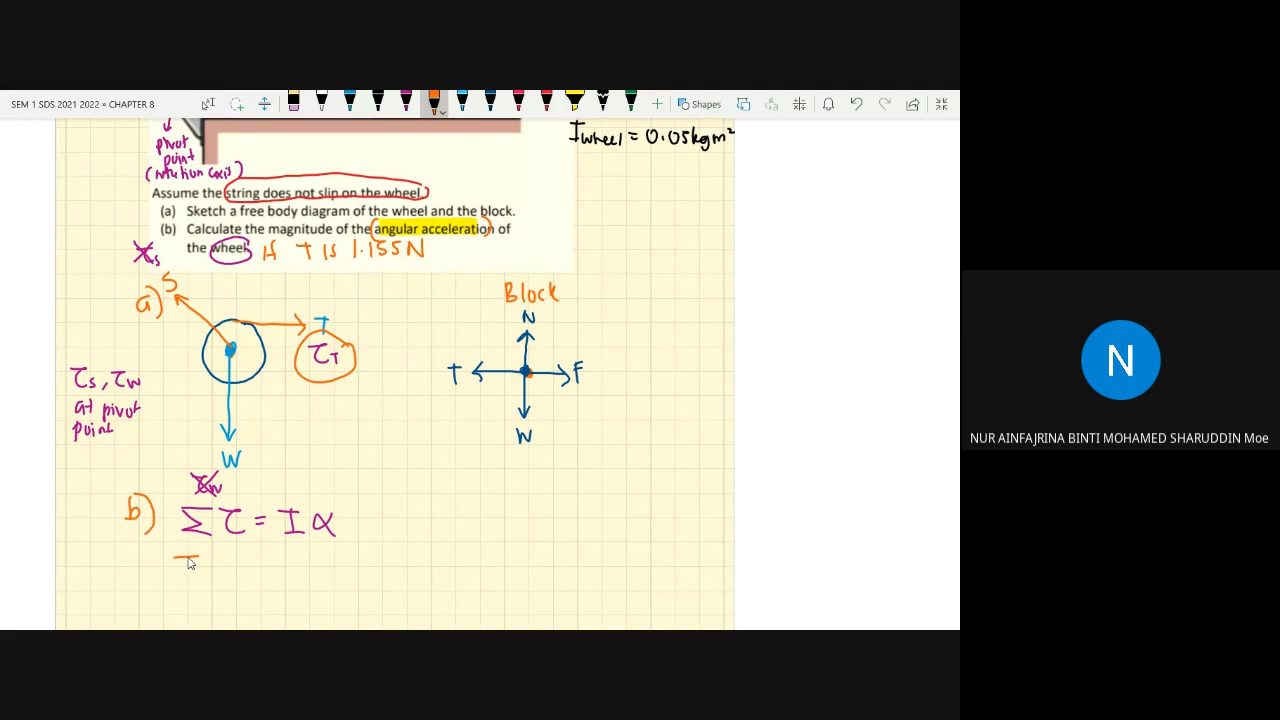 SEM 1 SDS 2021 2022 » CHAPTER 8
Shapes
pivot
point
(rotation axis)
I wheel = 0.05kgm²
Assume the string does not slip on the wheel.
(a) Sketch a free body diagram of the wheel and the block.
(b) Calculate the magnitude of the angular acceleration of
the wheel. if T is 1.155N
τs
a) S
T
τT
Block
N
T F
W
τs, τw
at pivot
point
W
τw
b) Στ = Iα
N
NUR AINFAJRINA BINTI MOHAMED SHARUDDIN Moe